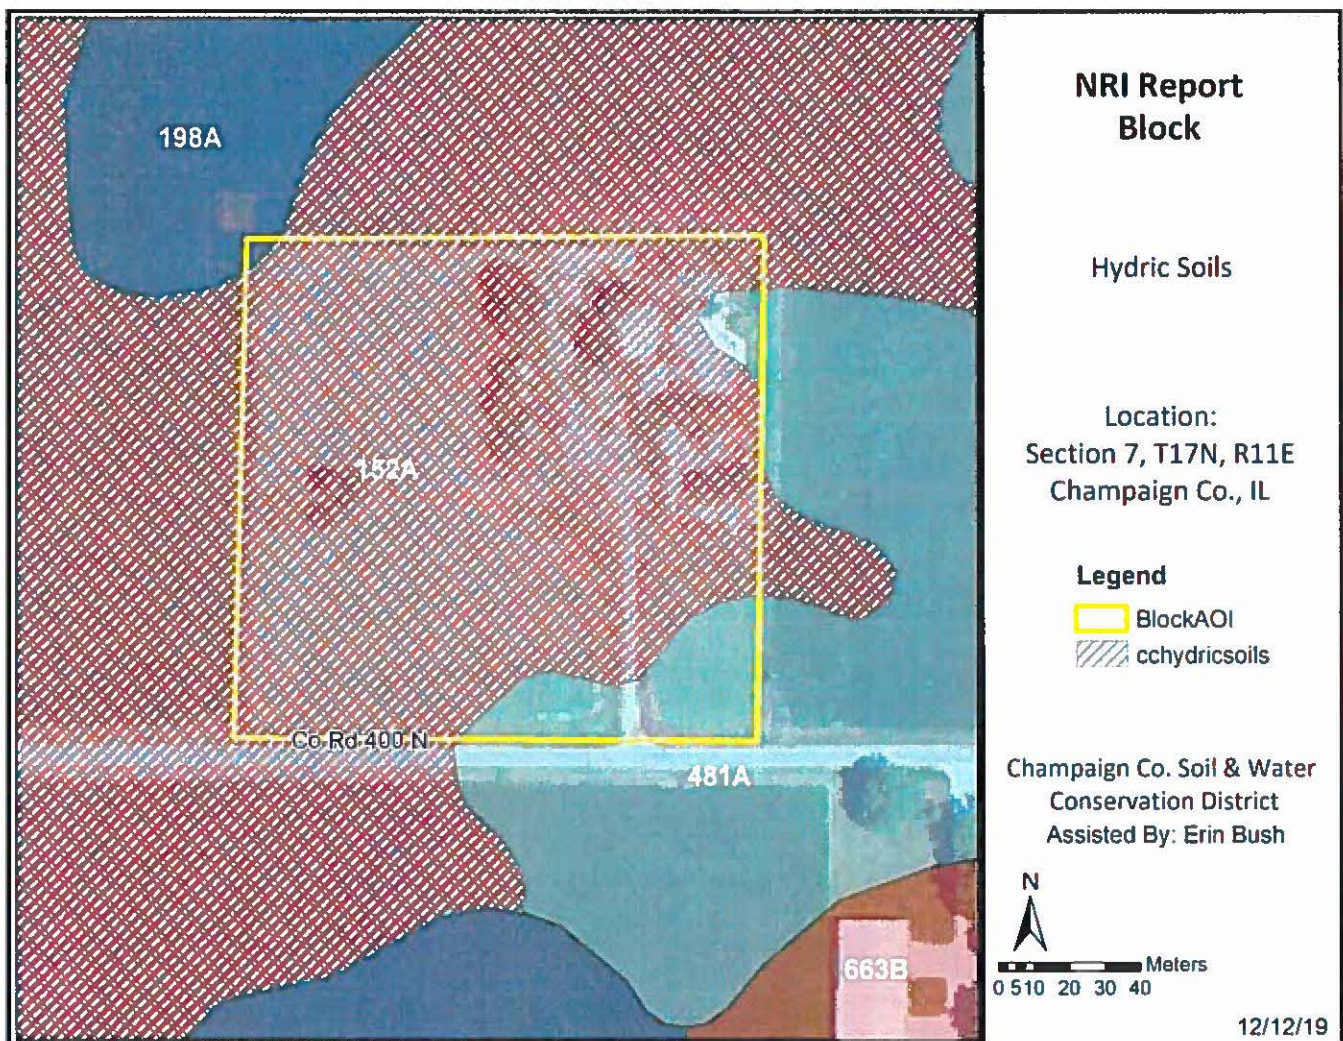 198A
152A
Co Rd 400 N
481A
663B
NRI Report
Block
Hydric Soils
Location:
Section 7, T17N, R11E
Champaign Co., IL
Legend
BlockAOI
cchydricsoils
Champaign Co. Soil & Water
Conservation District
Assisted By: Erin Bush
N
Meters
0 5 10 20 30 40
12/12/19